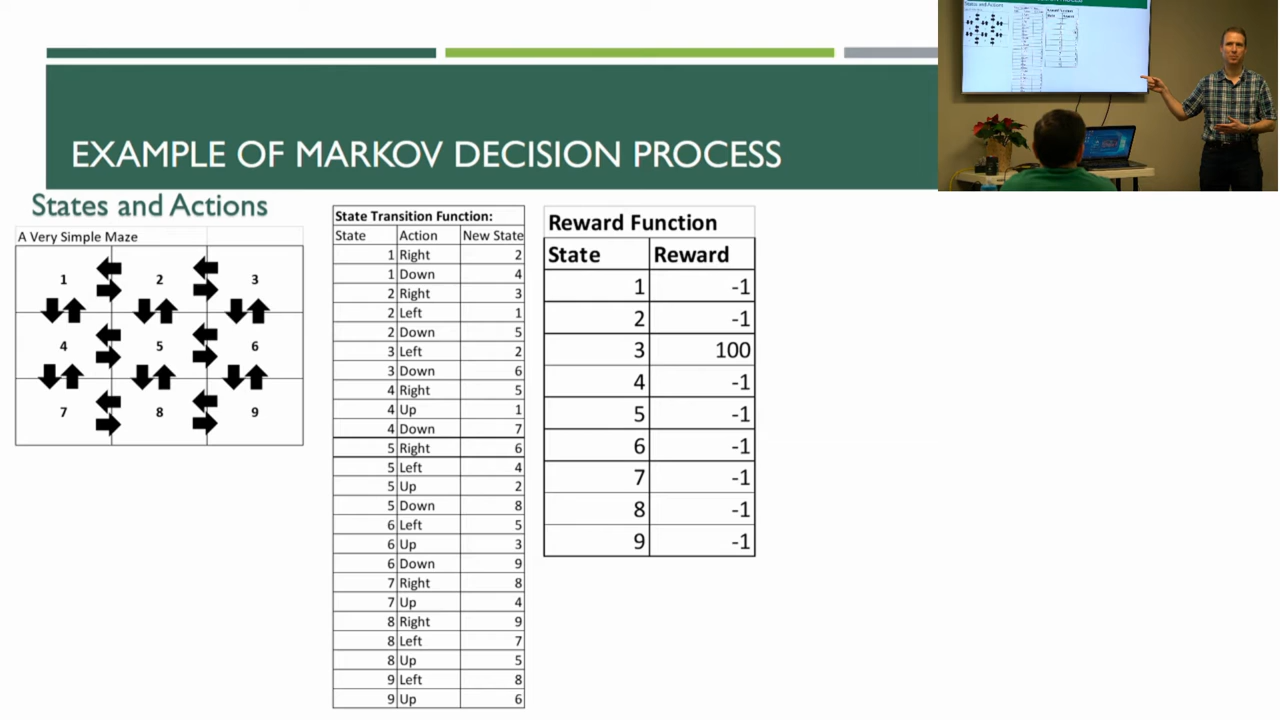 EXAMPLE OF MARKOV DECISION PROCESS
States and Actions
A Very Simple Maze
1 2 3
4 5 6
7 8 9
State Transition Function:
State Action New State
1 Right 2
1 Down 4
2 Right 3
2 Left 1
2 Down 5
3 Left 2
3 Down 6
4 Right 5
4 Up 1
4 Down 7
5 Right 6
5 Left 4
5 Up 2
5 Down 8
6 Left 5
6 Up 3
6 Down 9
7 Right 8
7 Up 4
8 Right 9
8 Left 7
8 Up 5
9 Left 8
9 Up 6
Reward Function
State Reward
1 -1
2 -1
3 100
4 -1
5 -1
6 -1
7 -1
8 -1
9 -1
States and Actions